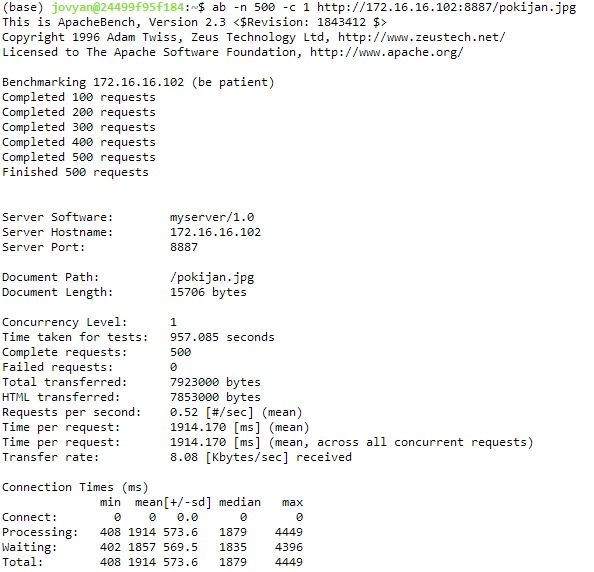 (base) jovyan@24499f95f184:~$ ab -n 500 -c 1 http://172.16.16.102:8887/pokijan.jpg
This is ApacheBench, Version 2.3 <$Revision: 1843412 $>
Copyright 1996 Adam Twiss, Zeus Technology Ltd, http://www.zeustech.net/
Licensed to The Apache Software Foundation, http://www.apache.org/

Benchmarking 172.16.16.102 (be patient)
Completed 100 requests
Completed 200 requests
Completed 300 requests
Completed 400 requests
Completed 500 requests
Finished 500 requests


Server Software:        myserver/1.0
Server Hostname:        172.16.16.102
Server Port:            8887

Document Path:          /pokijan.jpg
Document Length:        15706 bytes

Concurrency Level:      1
Time taken for tests:   957.085 seconds
Complete requests:      500
Failed requests:        0
Total transferred:      7923000 bytes
HTML transferred:       7853000 bytes
Requests per second:    0.52 [#/sec] (mean)
Time per request:       1914.170 [ms] (mean)
Time per request:       1914.170 [ms] (mean, across all concurrent requests)
Transfer rate:          8.08 [Kbytes/sec] received

Connection Times (ms)
              min  mean[+/-sd] median   max
Connect:        0    0   0.0      0       0
Processing:   408 1914 573.6   1879    4449
Waiting:      402 1857 569.5   1835    4396
Total:        408 1914 573.6   1879    4449